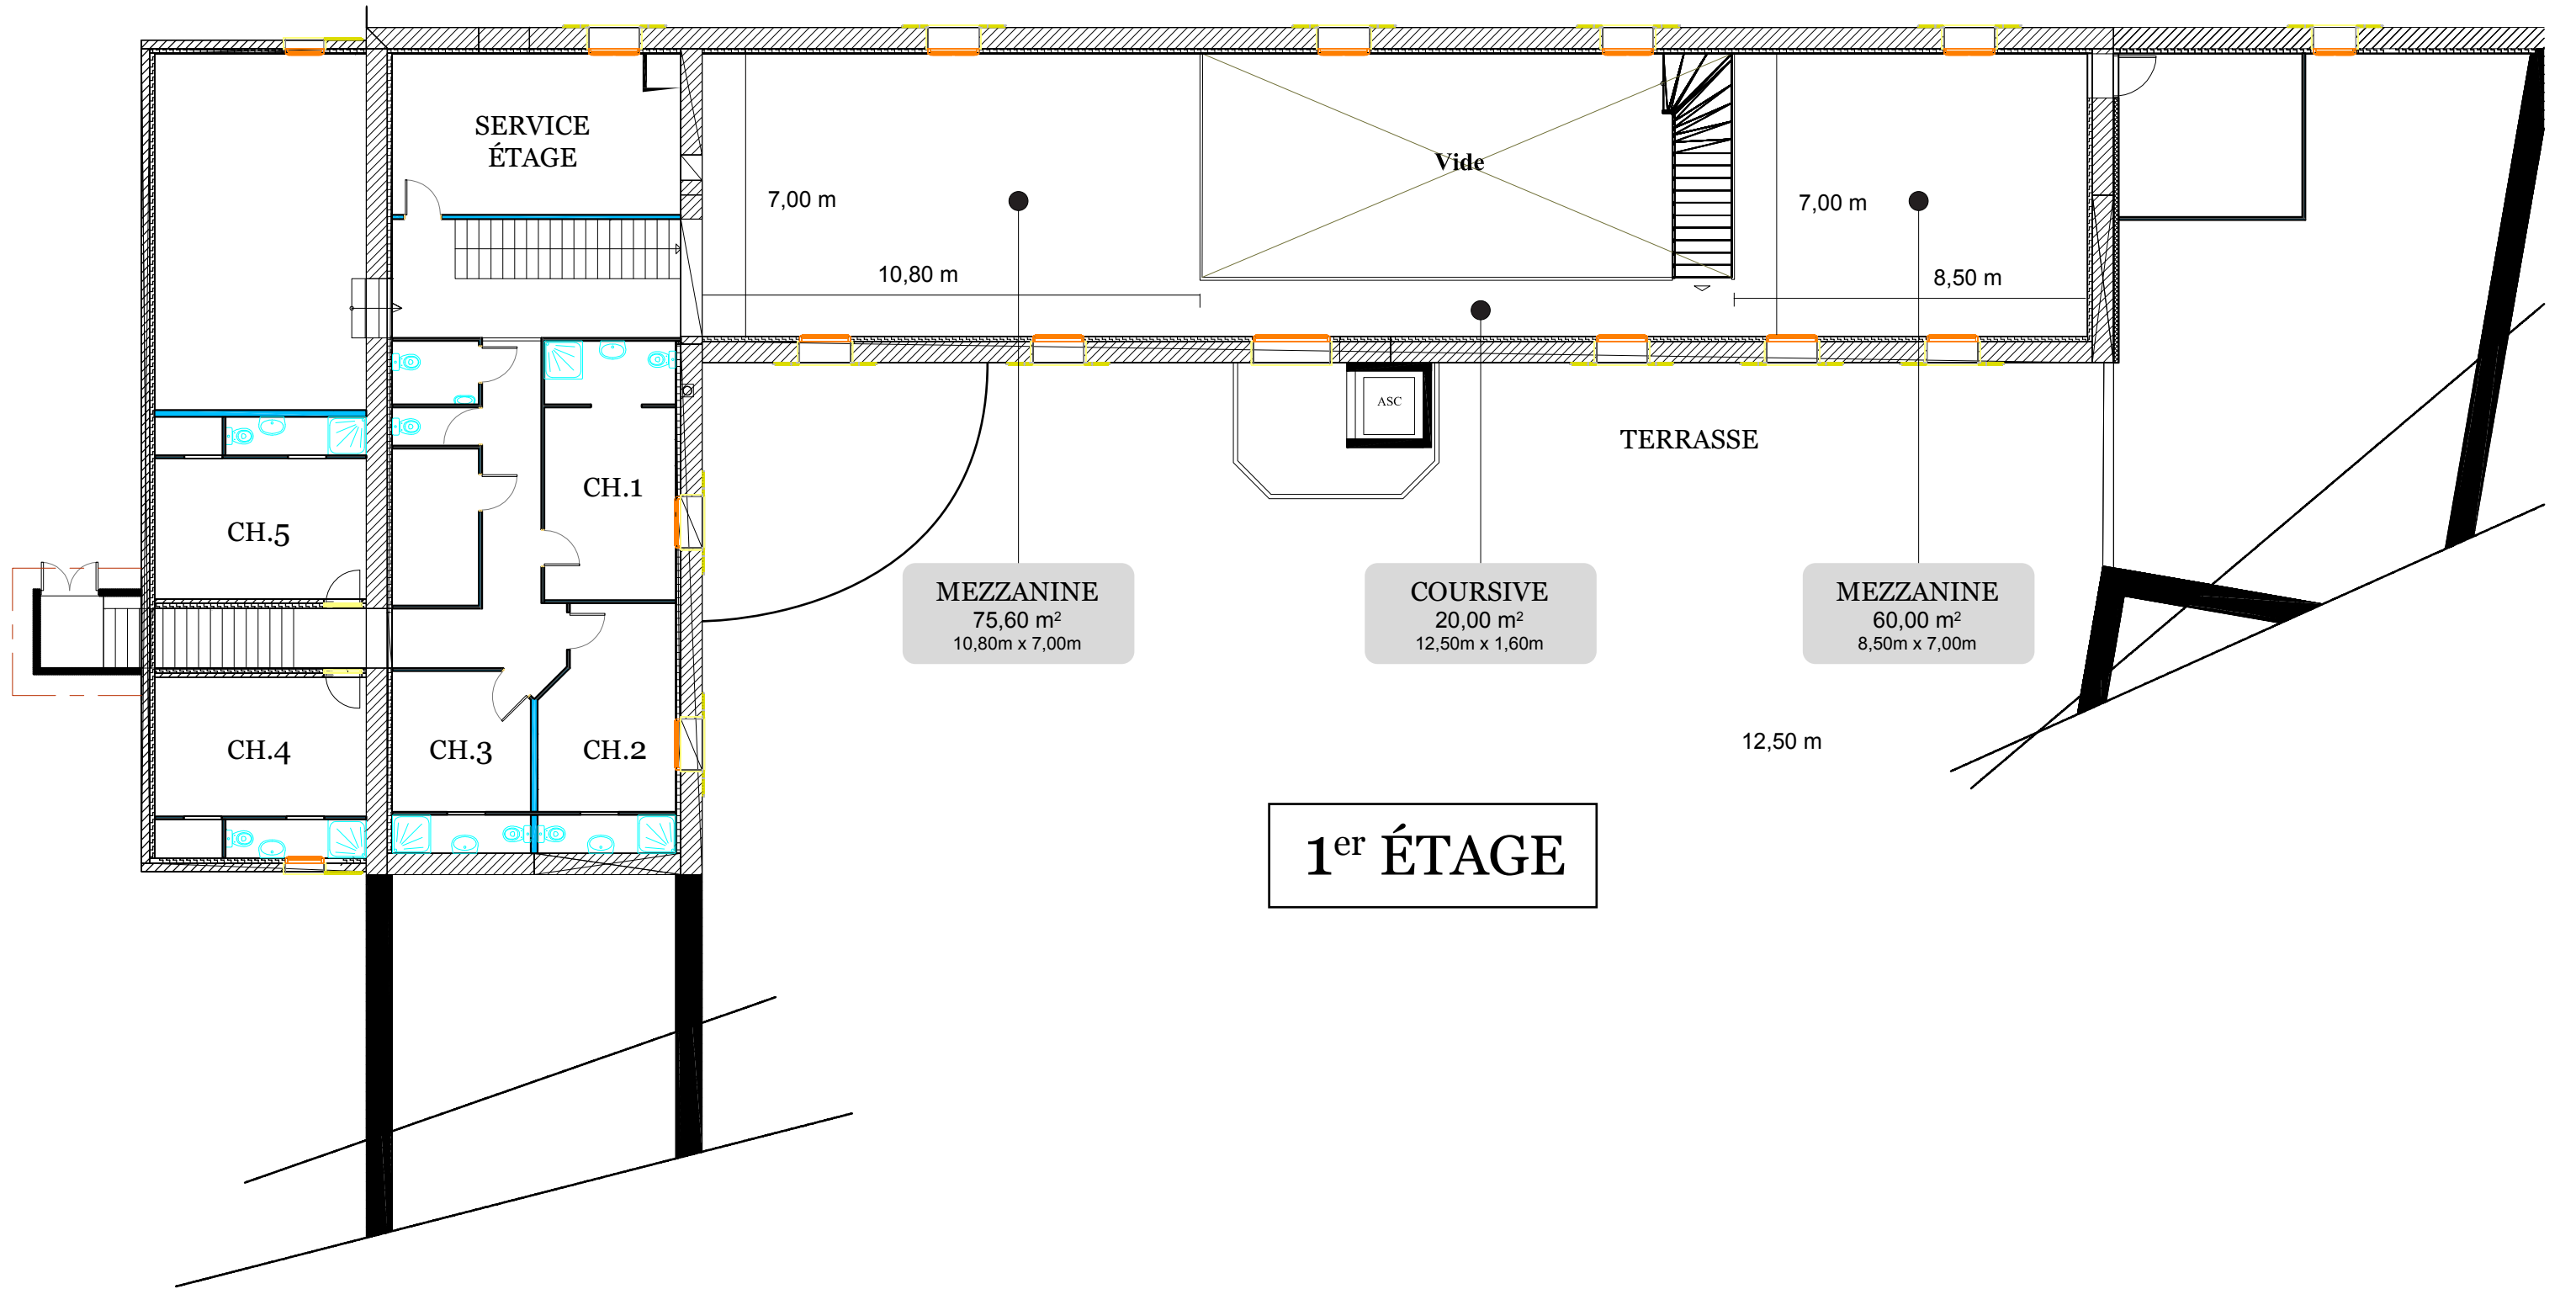 SERVICE
ÉTAGE
Vide
7,00 m
7,00 m
10,80 m
8,50 m
ASC
TERRASSE
CH.1
CH.5
MEZZANINE
75,60 m²
10,80m x 7,00m
COURSIVE
20,00 m²
12,50m x 1,60m
MEZZANINE
60,00 m²
8,50m x 7,00m
CH.4
CH.3
CH.2
12,50 m
1er ÉTAGE